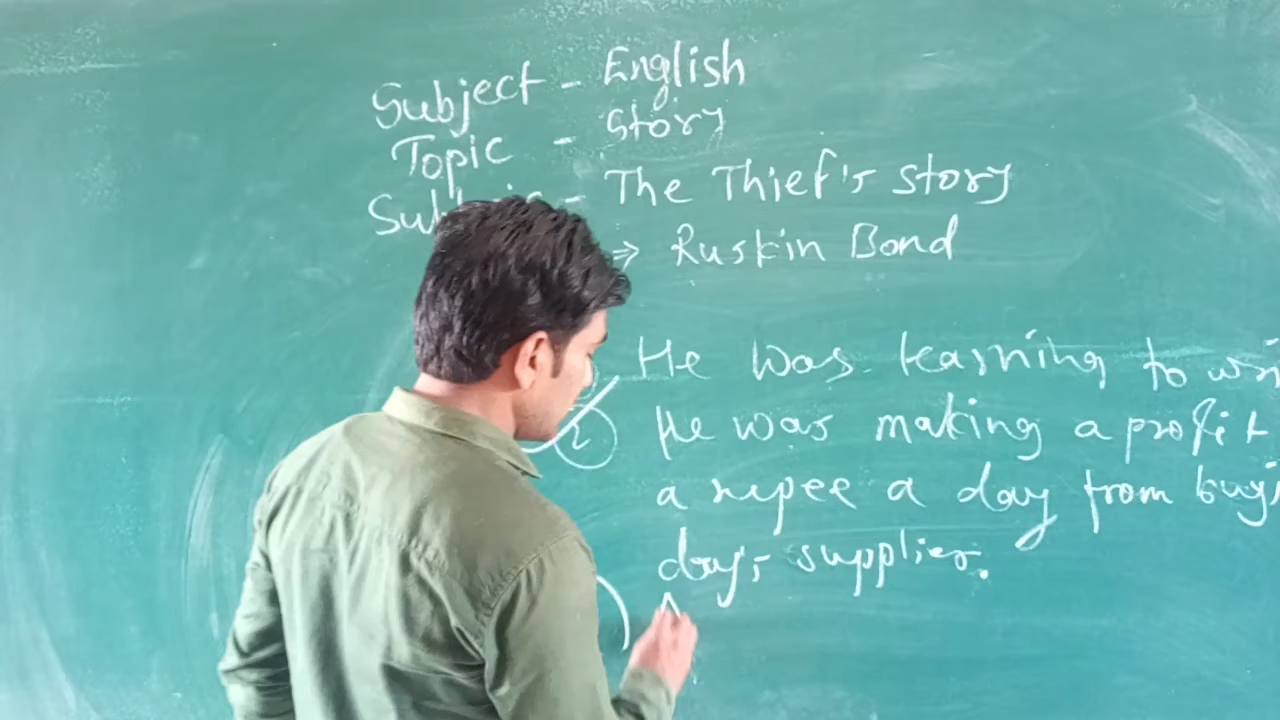 Subject - English
Topic - Story
- The Thief's story
⇒ Ruskin Bond
He was learning to
2 He was making a profit
a rupee a day from
day's supplies.